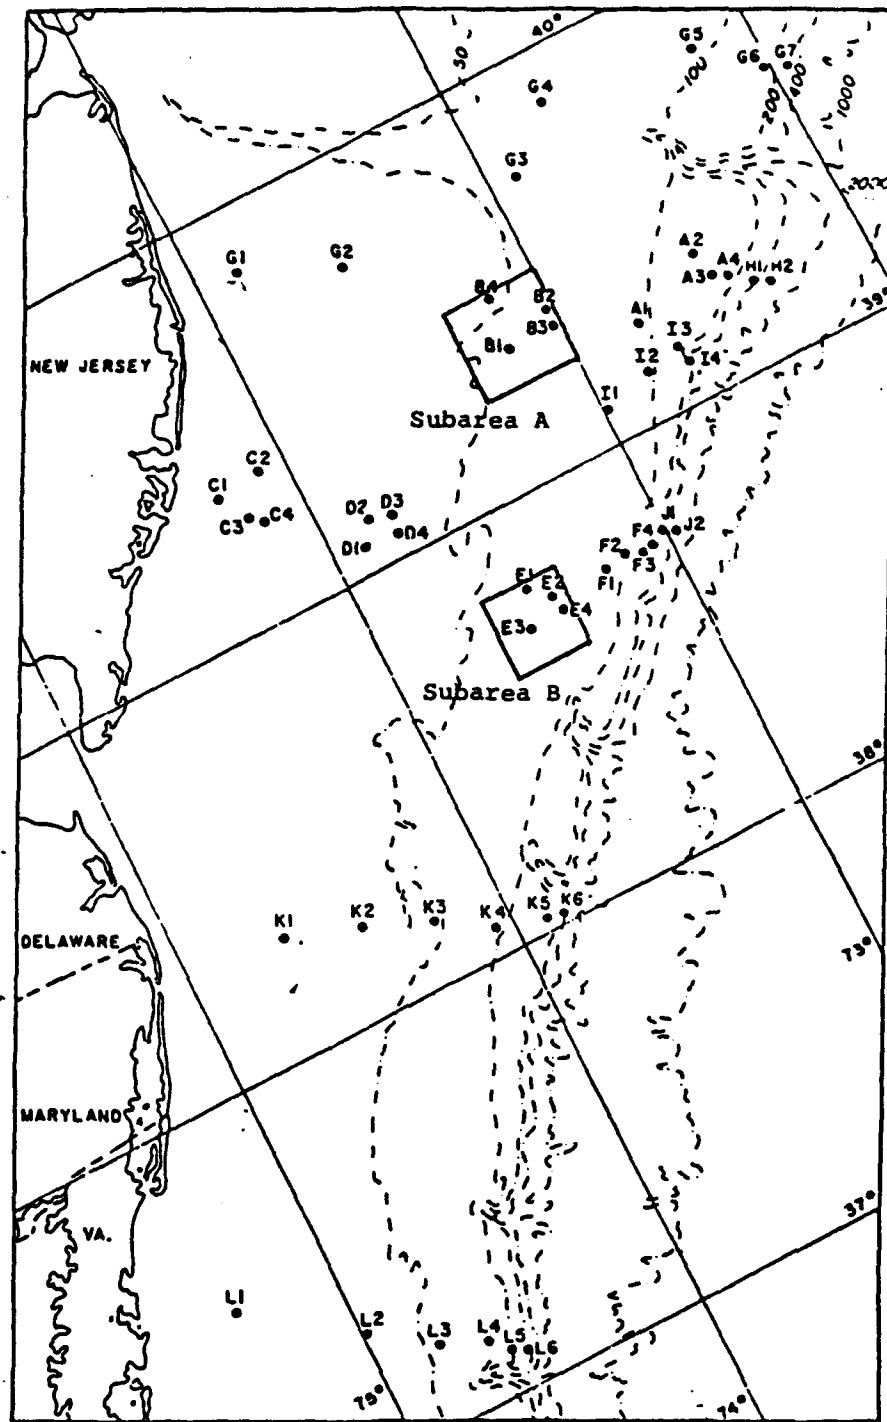 40°
50
G5
G6
G7
100
200
400
1000
2000
G4
G3
G1
G2
A2
A3
A4
H1
H2
39°
B4
B2
B3
B1
A1
I3
I2
I4
I1
NEW JERSEY
Subarea A
C2
C1
C3
C4
D2
D3
D1
D4
J1
J2
F4
F2
F3
F1
E1
E2
E4
E3
Subarea B
38°
K1
K2
K3
K4
K5
K6
DELAWARE
73°
MARYLAND
VA.
37°
L1
L2
L3
L4
L5
L6
75°
74°